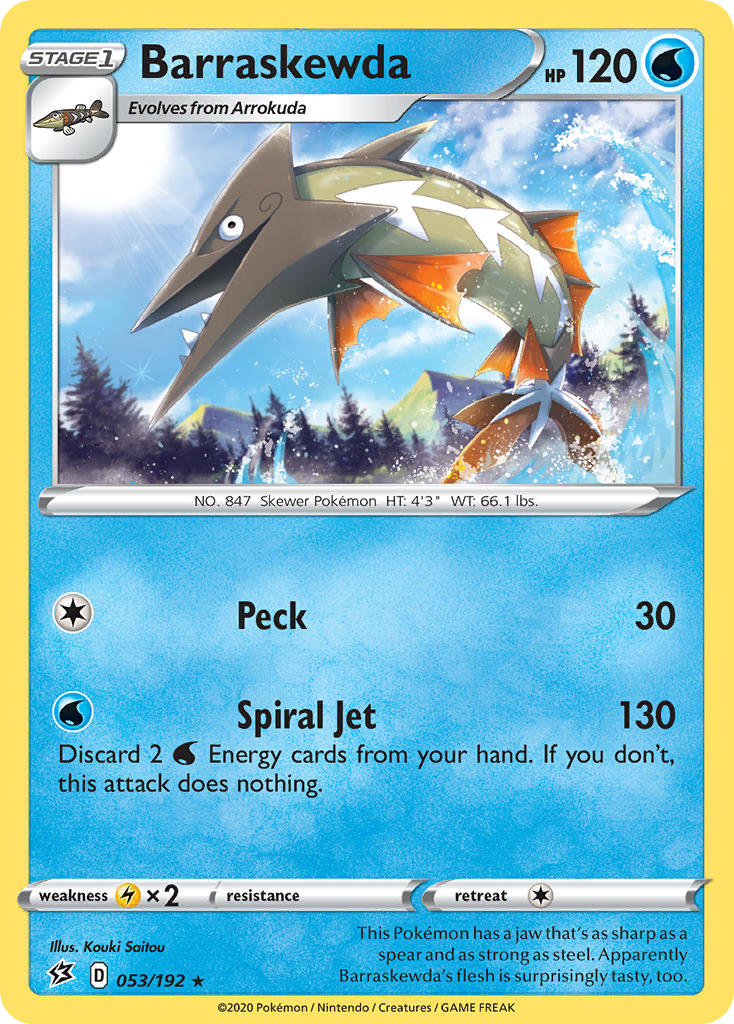 STAGE 1
Barraskewda
HP 120
Evolves from Arrokuda
NO. 847 Skewer Pokémon HT: 4'3" WT: 66.1 lbs.
Peck 30
Spiral Jet 130
Discard 2 Energy cards from your hand. If you don't,
this attack does nothing.
weakness ×2 resistance retreat
Illus. Kouki Saitou
D 053/192 ★
This Pokémon has a jaw that's as sharp as a
spear and as strong as steel. Apparently
Barraskewda's flesh is surprisingly tasty, too.
©2020 Pokémon / Nintendo / Creatures / GAME FREAK